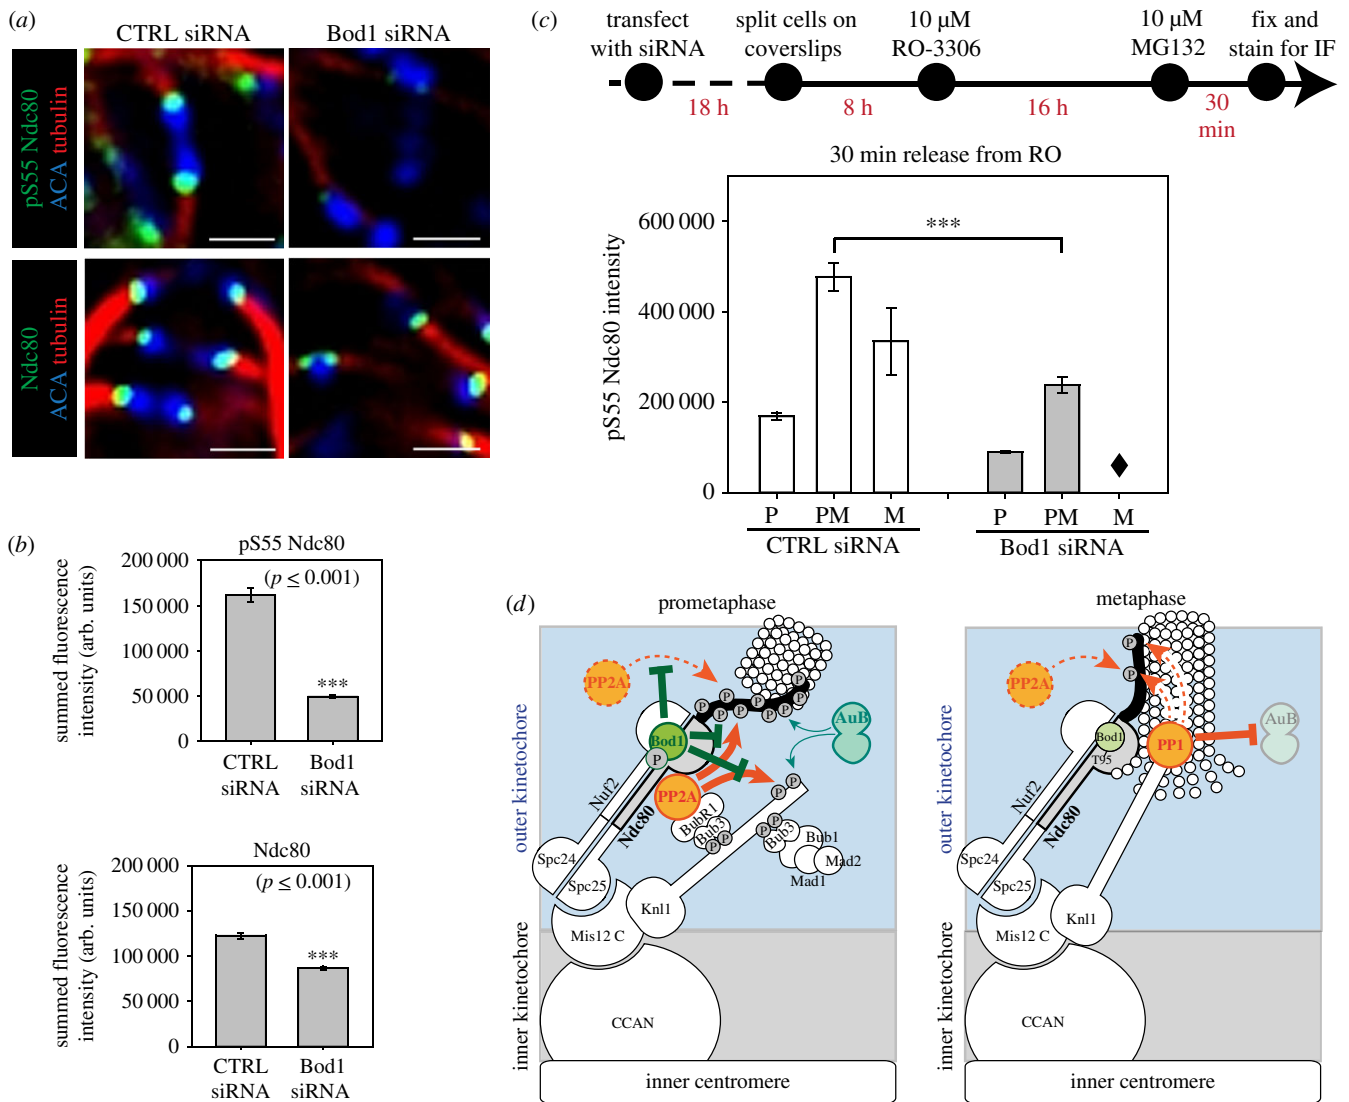 (a)
CTRL siRNA
Bod1 siRNA
pS55 Ndc80
ACA tubulin
Ndc80
ACA tubulin
(b)
pS55 Ndc80
(p ≤ 0.001)
summed fluorescence
intensity (arb. units)
200 000
150 000
100 000
50 000
0
***
CTRL
siRNA
Bod1
siRNA
Ndc80
(p ≤ 0.001)
summed fluorescence
intensity (arb. units)
200 000
150 000
100 000
50 000
0
***
CTRL
siRNA
Bod1
siRNA
(c)
transfect
with siRNA
split cells on
coverslips
10 µM
RO-3306
10 µM
MG132
fix and
stain for IF
18 h
8 h
16 h
30
min
30 min release from RO
pS55 Ndc80 intensity
600 000
400 000
200 000
0
***
P
PM
M
P
PM
M
CTRL siRNA
Bod1 siRNA
(d)
prometaphase
outer kinetochore
inner kinetochore
PP2A
P
P
P
P
P
P
P
P
P
AuB
Bod1
P
PP2A
Nuf2
Ndc80
BubR1
Bub3
P
P
P
P
P
P
Bub3
Bub1
Mad2
Mad1
Spc24
Spc25
Knl1
Mis12 C
CCAN
inner centromere
metaphase
outer kinetochore
inner kinetochore
P
P
PP2A
AuB
Bod1
T95
PP1
Nuf2
Ndc80
Spc24
Spc25
Knl1
Mis12 C
CCAN
inner centromere